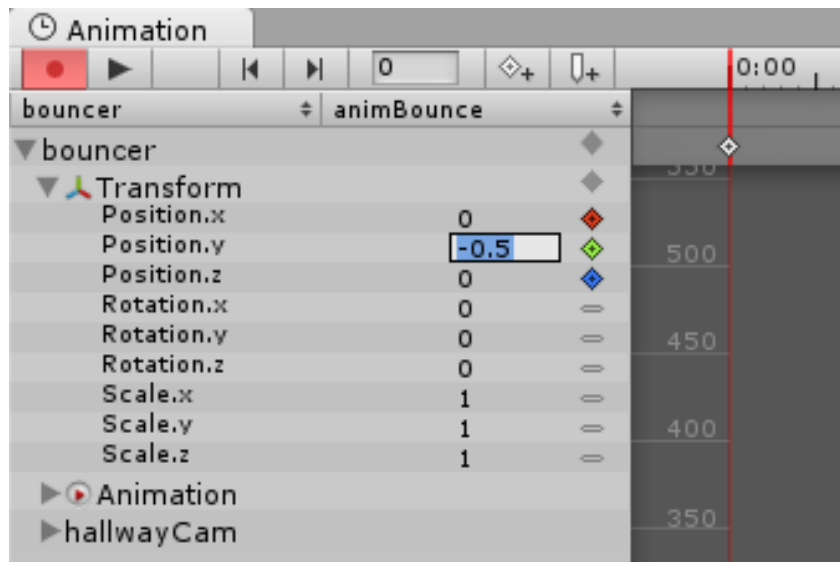 Animation
0 0:00
bouncer animBounce
bouncer
Transform
Position.x 0
Position.y -0.5
Position.z 0
Rotation.x 0
Rotation.y 0
Rotation.z 0
Scale.x 1
Scale.y 1
Scale.z 1
Animation
hallwayCam
550
500
450
400
350